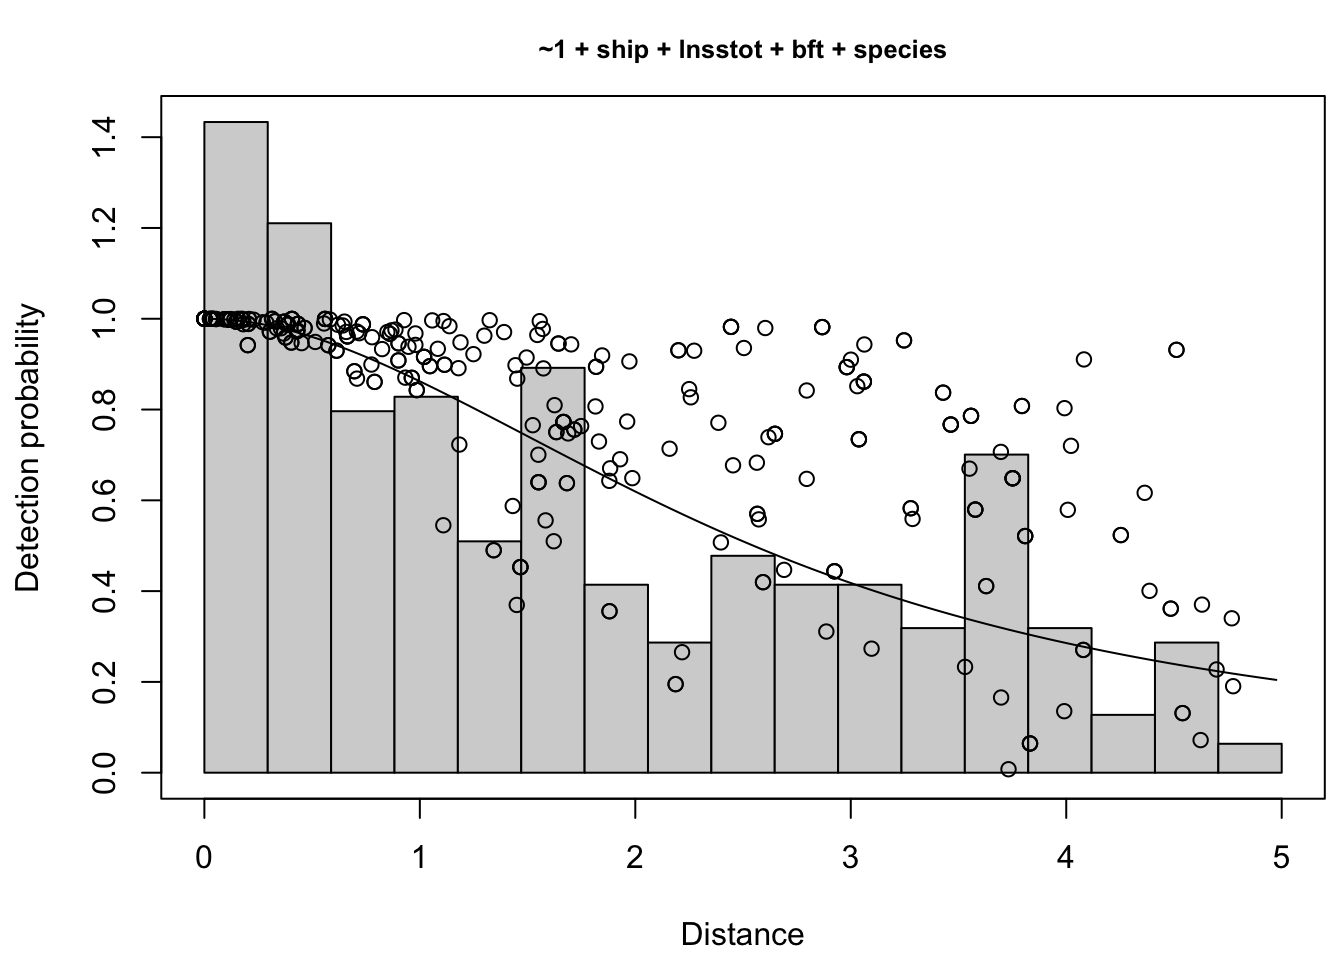 ~1 + ship + lnsstot + bft + species
Detection probability
1.4
1.2
1.0
0.8
0.6
0.4
0.2
0.0
0 1 2 3 4 5
Distance